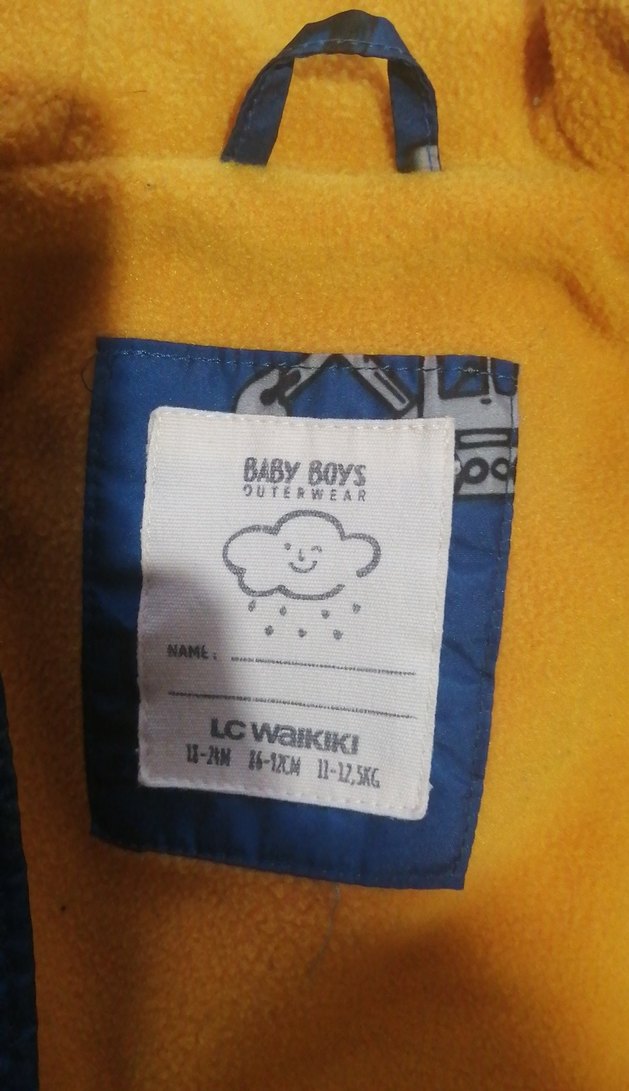 BABY BOYS
OUTERWEAR
NAME:
LC WAIKIKI
18-24M 86-92CM 11-12,5KG